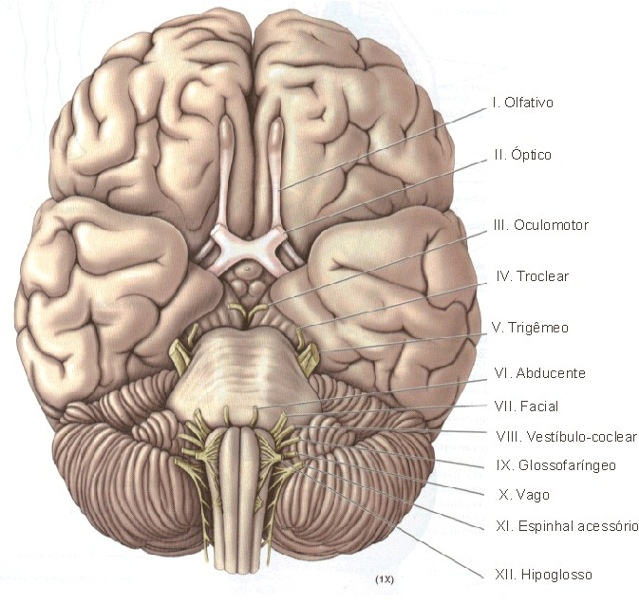 I. Olfativo
II. Óptico
III. Oculomotor
IV. Troclear
V. Trigêmeo
VI. Abducente
VII. Facial
VIII. Vestíbulo-coclear
IX. Glossofaríngeo
X. Vago
XI. Espinhal acessório
XII. Hipoglosso
(1X)